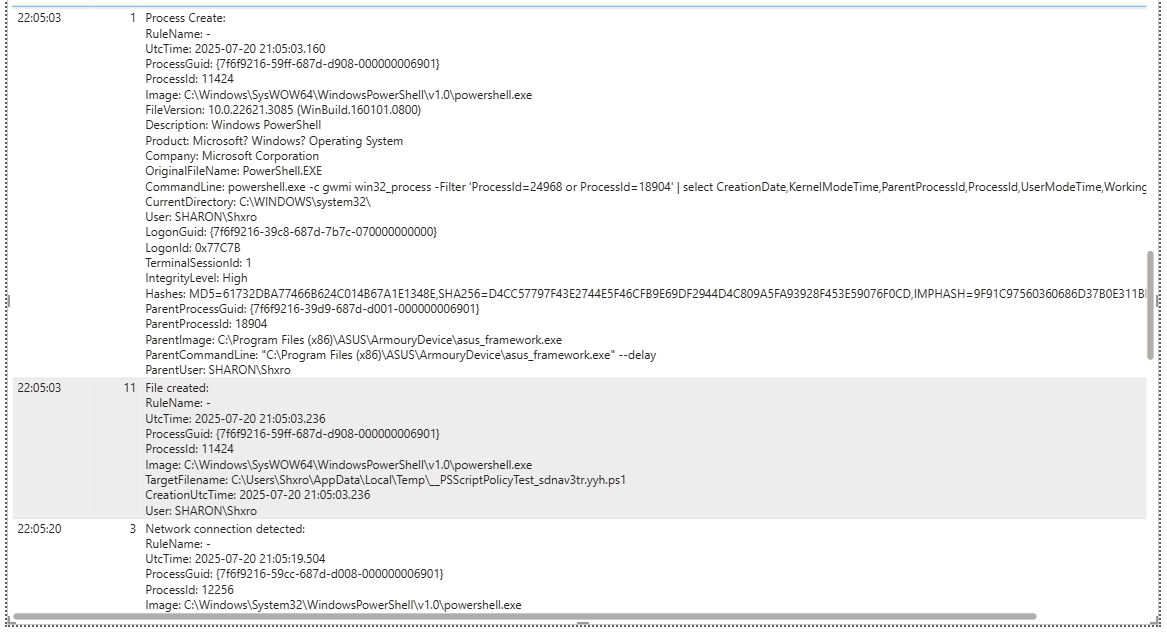 22:05:03 1 Process Create:
RuleName: -
UtcTime: 2025-07-20 21:05:03.160
ProcessGuid: {7f6f9216-59ff-687d-d908-000000006901}
ProcessId: 11424
Image: C:\Windows\SysWOW64\WindowsPowerShell\v1.0\powershell.exe
FileVersion: 10.0.22621.3085 (WinBuild.160101.0800)
Description: Windows PowerShell
Product: Microsoft? Windows? Operating System
Company: Microsoft Corporation
OriginalFileName: PowerShell.EXE
CommandLine: powershell.exe -c gwmi win32_process -Filter 'ProcessId=24968 or ProcessId=18904' | select CreationDate,KernelModeTime,ParentProcessId,ProcessId,UserModeTime,Working
CurrentDirectory: C:\WINDOWS\system32\
User: SHARON\Shxro
LogonGuid: {7f6f9216-39c8-687d-7b7c-070000000000}
LogonId: 0x77C7B
TerminalSessionId: 1
IntegrityLevel: High
Hashes: MD5=61732DBA77466B624C014B67A1E1348E,SHA256=D4CC57797F43E2744E5F46CFB9E69DF2944D4C809A5FA93928F453E59076F0CD,IMPHASH=9F91C97560360686D37B0E311B
ParentProcessGuid: {7f6f9216-39d9-687d-d001-000000006901}
ParentProcessId: 18904
ParentImage: C:\Program Files (x86)\ASUS\ArmouryDevice\asus_framework.exe
ParentCommandLine: "C:\Program Files (x86)\ASUS\ArmouryDevice\asus_framework.exe" --delay
ParentUser: SHARON\Shxro
22:05:03 11 File created:
RuleName: -
UtcTime: 2025-07-20 21:05:03.236
ProcessGuid: {7f6f9216-59ff-687d-d908-000000006901}
ProcessId: 11424
Image: C:\Windows\SysWOW64\WindowsPowerShell\v1.0\powershell.exe
TargetFilename: C:\Users\Shxro\AppData\Local\Temp\__PSScriptPolicyTest_sdnav3tr.yyh.ps1
CreationUtcTime: 2025-07-20 21:05:03.236
User: SHARON\Shxro
22:05:20 3 Network connection detected:
RuleName: -
UtcTime: 2025-07-20 21:05:19.504
ProcessGuid: {7f6f9216-59cc-687d-d008-000000006901}
ProcessId: 12256
Image: C:\Windows\System32\WindowsPowerShell\v1.0\powershell.exe